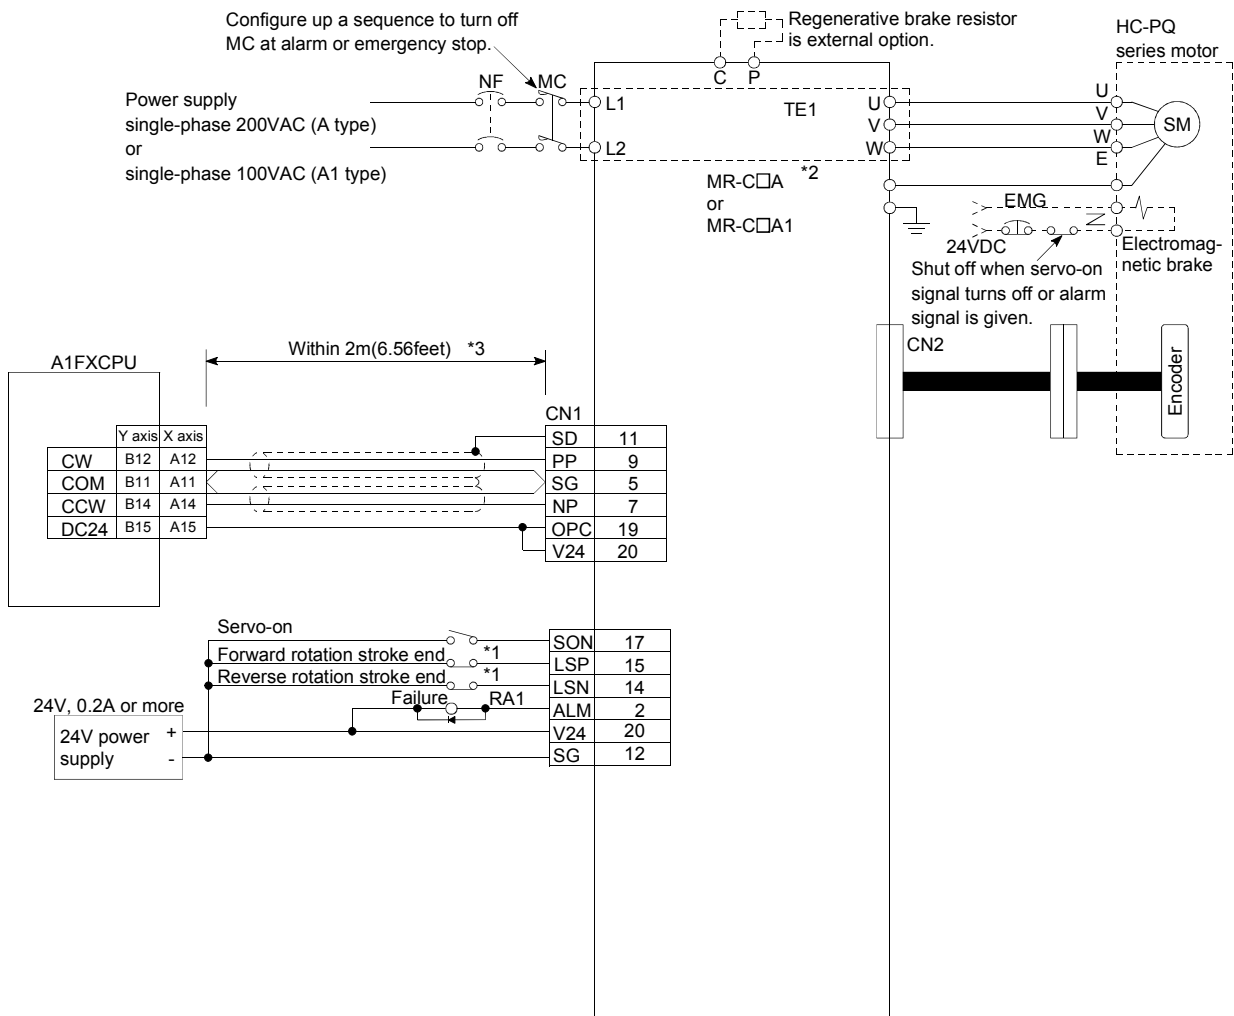 Configure up a sequence to turn off
MC at alarm or emergency stop.
Regenerative brake resistor
is external option.
HC-PQ
series motor
C P
NF MC
Power supply
single-phase 200VAC (A type)
or
single-phase 100VAC (A1 type)
L1
L2
TE1
U
V
W
U
V
W
E
SM
MR-C□A *2
or
MR-C□A1
EMG
24VDC
Electromag-
netic brake
Shut off when servo-on
signal turns off or alarm
signal is given.
CN2
Encoder
Within 2m(6.56feet) *3
A1FXCPU
CN1
Y axis X axis
CW B12 A12
COM B11 A11
CCW B14 A14
DC24 B15 A15
SD 11
PP 9
SG 5
NP 7
OPC 19
V24 20
Servo-on
Forward rotation stroke end *1
Reverse rotation stroke end *1
Failure RA1
SON 17
LSP 15
LSN 14
ALM 2
V24 20
SG 12
24V, 0.2A or more
24V power +
supply -